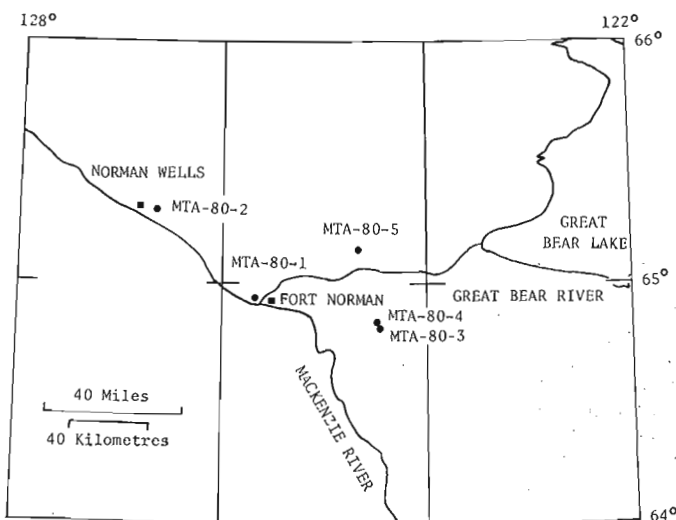 128°
122°
66°
NORMAN WELLS
MTA-80-2
MTA-80-5
GREAT
BEAR LAKE
MTA-80-1
65°
FORT NORMAN
GREAT BEAR RIVER
MTA-80-4
MTA-80-3
MACKENZIE RIVER
40 Miles
40 Kilometres
64°